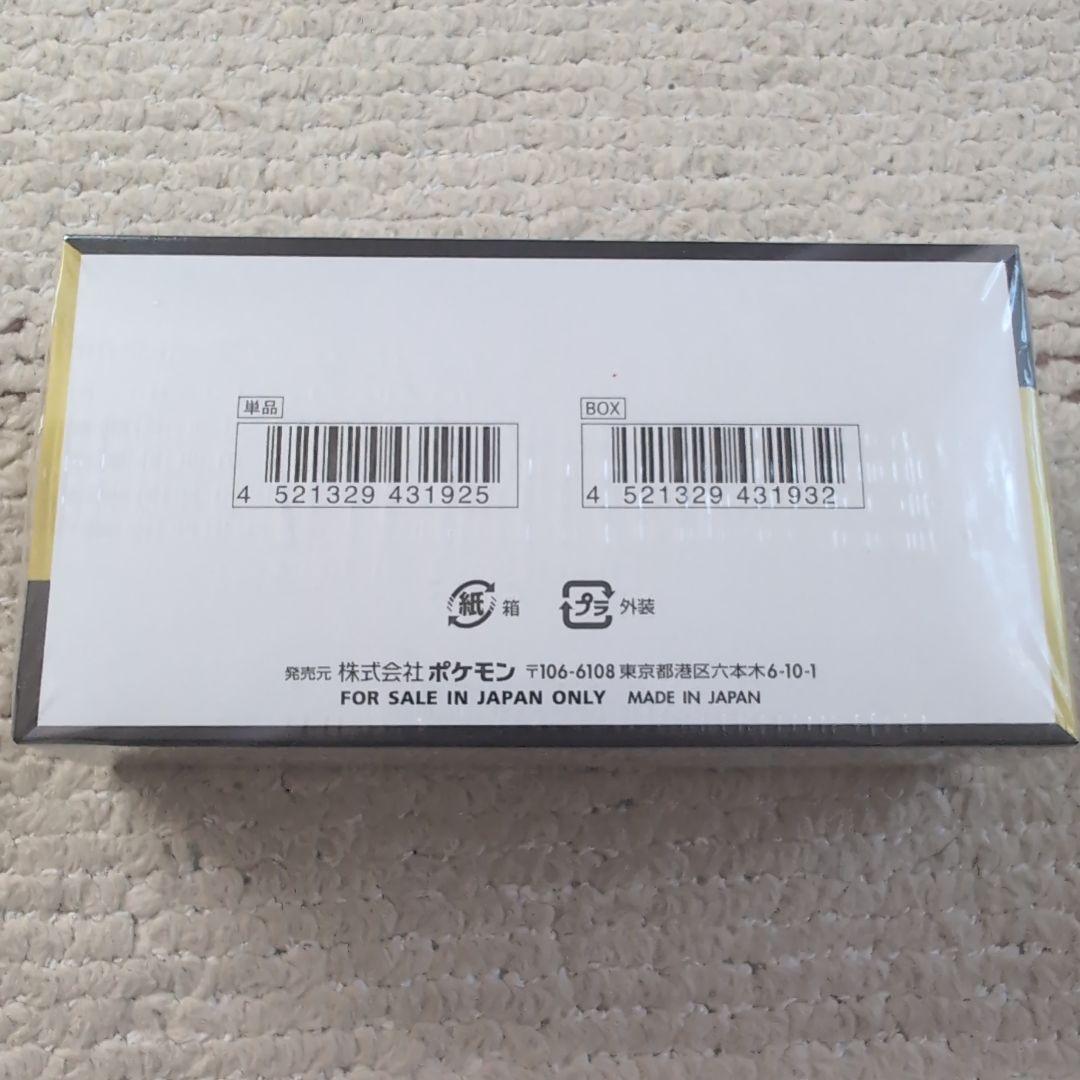 単品
BOX
4 521329 431925
4 521329 431932
紙 箱
プラ 外装
発売元 株式会社 ポケモン 〒106-6108 東京都港区六本木6-10-1
FOR SALE IN JAPAN ONLY MADE IN JAPAN